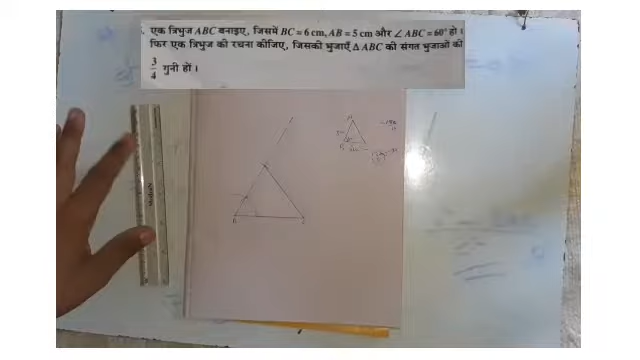 एक त्रिभुज ABC बनाइए, जिसमें BC = 6 cm, AB = 5 cm और ∠ ABC = 60° हो।
फिर एक त्रिभुज की रचना कीजिए, जिसकी भुजाएँ Δ ABC की संगत भुजाओं की
3/4 गुनी हों।